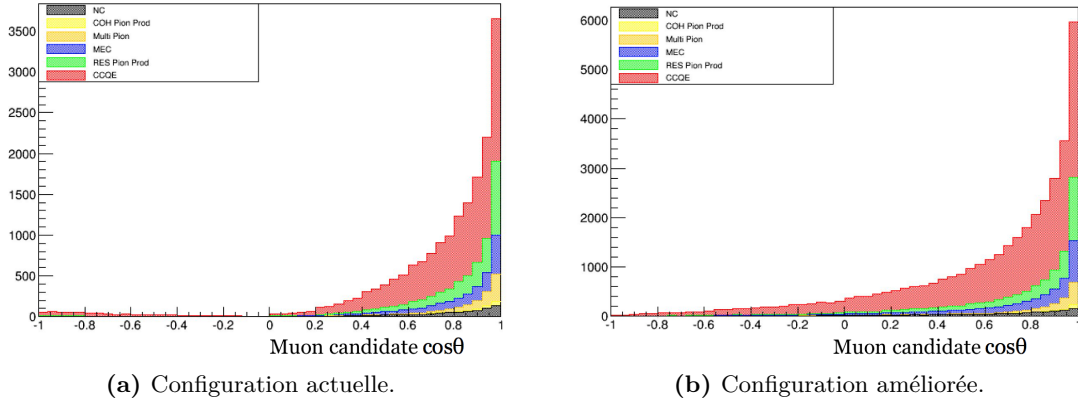 NC
COH Pion Prod
Multi Pion
MEC
RES Pion Prod
CCQE
3500
3000
2500
2000
1500
1000
500
0
-1 -0.8 -0.6 -0.4 -0.2 0 0.2 0.4 0.6 0.8 1
Muon candidate cosθ
(a) Configuration actuelle.
NC
COH Pion Prod
Multi Pion
MEC
RES Pion Prod
CCQE
6000
5000
4000
3000
2000
1000
0
-1 -0.8 -0.6 -0.4 -0.2 0 0.2 0.4 0.6 0.8 1
Muon candidate cosθ
(b) Configuration améliorée.